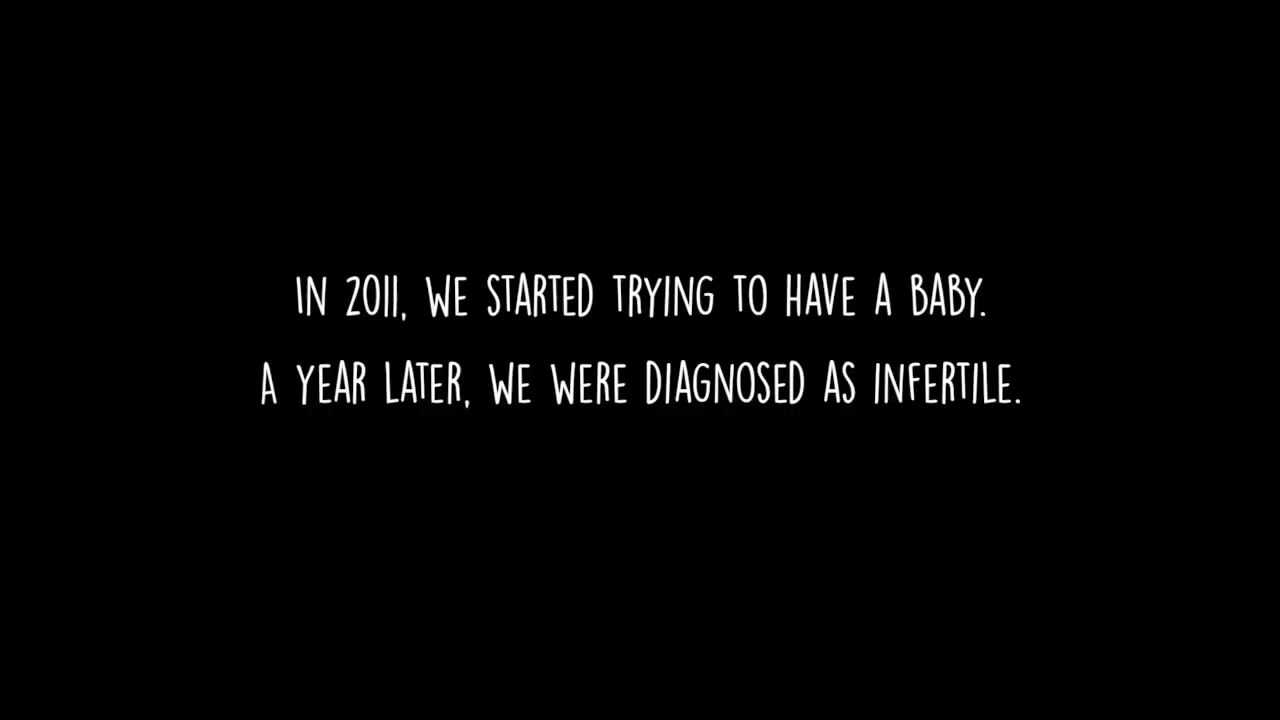 IN 2011, WE STARTED TRYING TO HAVE A BABY.
A YEAR LATER, WE WERE DIAGNOSED AS INFERTILE.